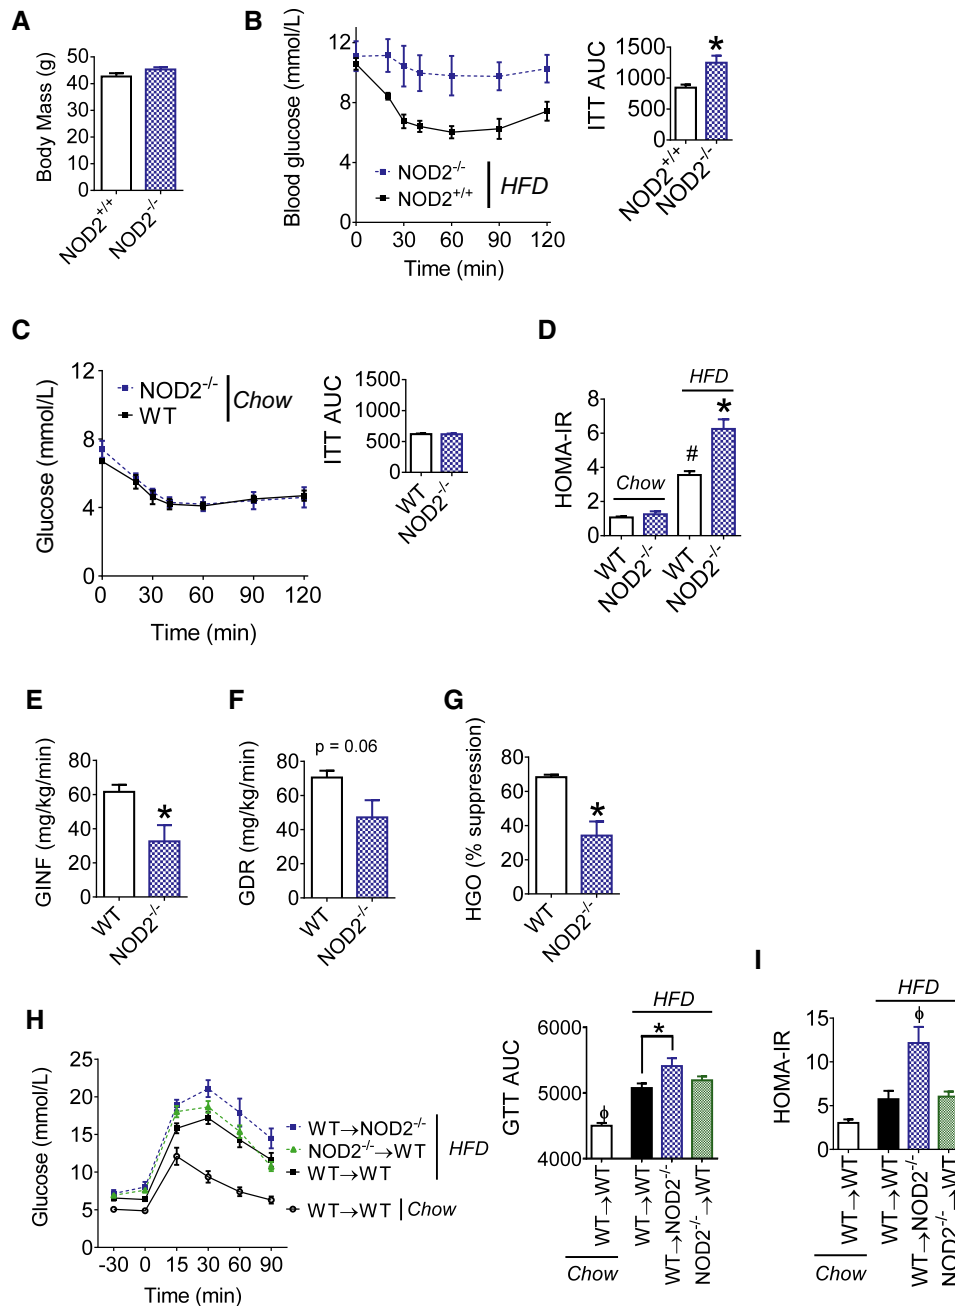 A
Body Mass (g)
50
40
30
20
10
0
NOD2+/+
NOD2-/-
B
Blood glucose (mmol/L)
12
8
4
0
NOD2-/-
NOD2+/+
HFD
0 30 60 90 120
Time (min)
ITT AUC
1500
1000
500
0
*
NOD2+/+
NOD2-/-
C
Glucose (mmol/L)
12
8
4
0
NOD2-/-
WT
Chow
0 30 60 90 120
Time (min)
ITT AUC
1500
1000
500
0
WT
NOD2-/-
D
HOMA-IR
8
6
4
2
0
Chow
HFD
#
*
WT
NOD2-/-
WT
NOD2-/-
E
GINF (mg/kg/min)
80
60
40
20
0
*
WT
NOD2-/-
F
GDR (mg/kg/min)
p = 0.06
80
60
40
20
0
WT
NOD2-/-
G
HGO (% suppression)
80
60
40
20
0
*
WT
NOD2-/-
H
Glucose (mmol/L)
25
20
15
10
5
0
-30 0 15 30 60 90
Time (min)
WT→NOD2-/-
NOD2-/-→WT
WT→WT
HFD
WT→WT
Chow
GTT AUC
6000
5000
4000
HFD
ϕ
*
WT→WT
WT→WT
WT→NOD2-/-
NOD2-/-→WT
Chow
I
HOMA-IR
15
10
5
0
HFD
ϕ
WT→WT
WT→WT
WT→NOD2-/-
NOD2-/-→WT
Chow